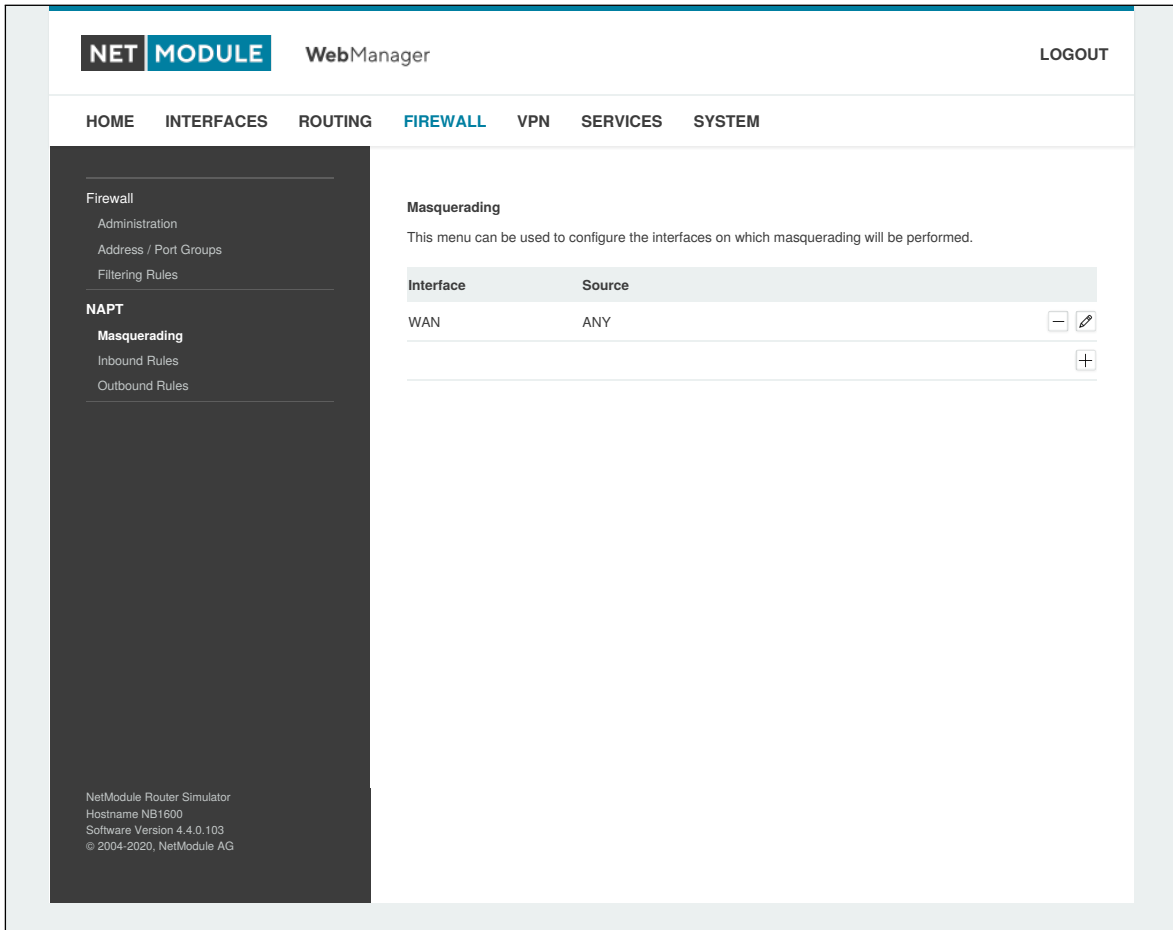 NET MODULE WebManager LOGOUT
HOME INTERFACES ROUTING FIREWALL VPN SERVICES SYSTEM
Firewall
Administration
Address / Port Groups
Filtering Rules
NAPT
Masquerading
Inbound Rules
Outbound Rules
NetModule Router Simulator
Hostname NB1600
Software Version 4.4.0.103
© 2004-2020, NetModule AG
Masquerading
This menu can be used to configure the interfaces on which masquerading will be performed.
Interface Source
WAN ANY